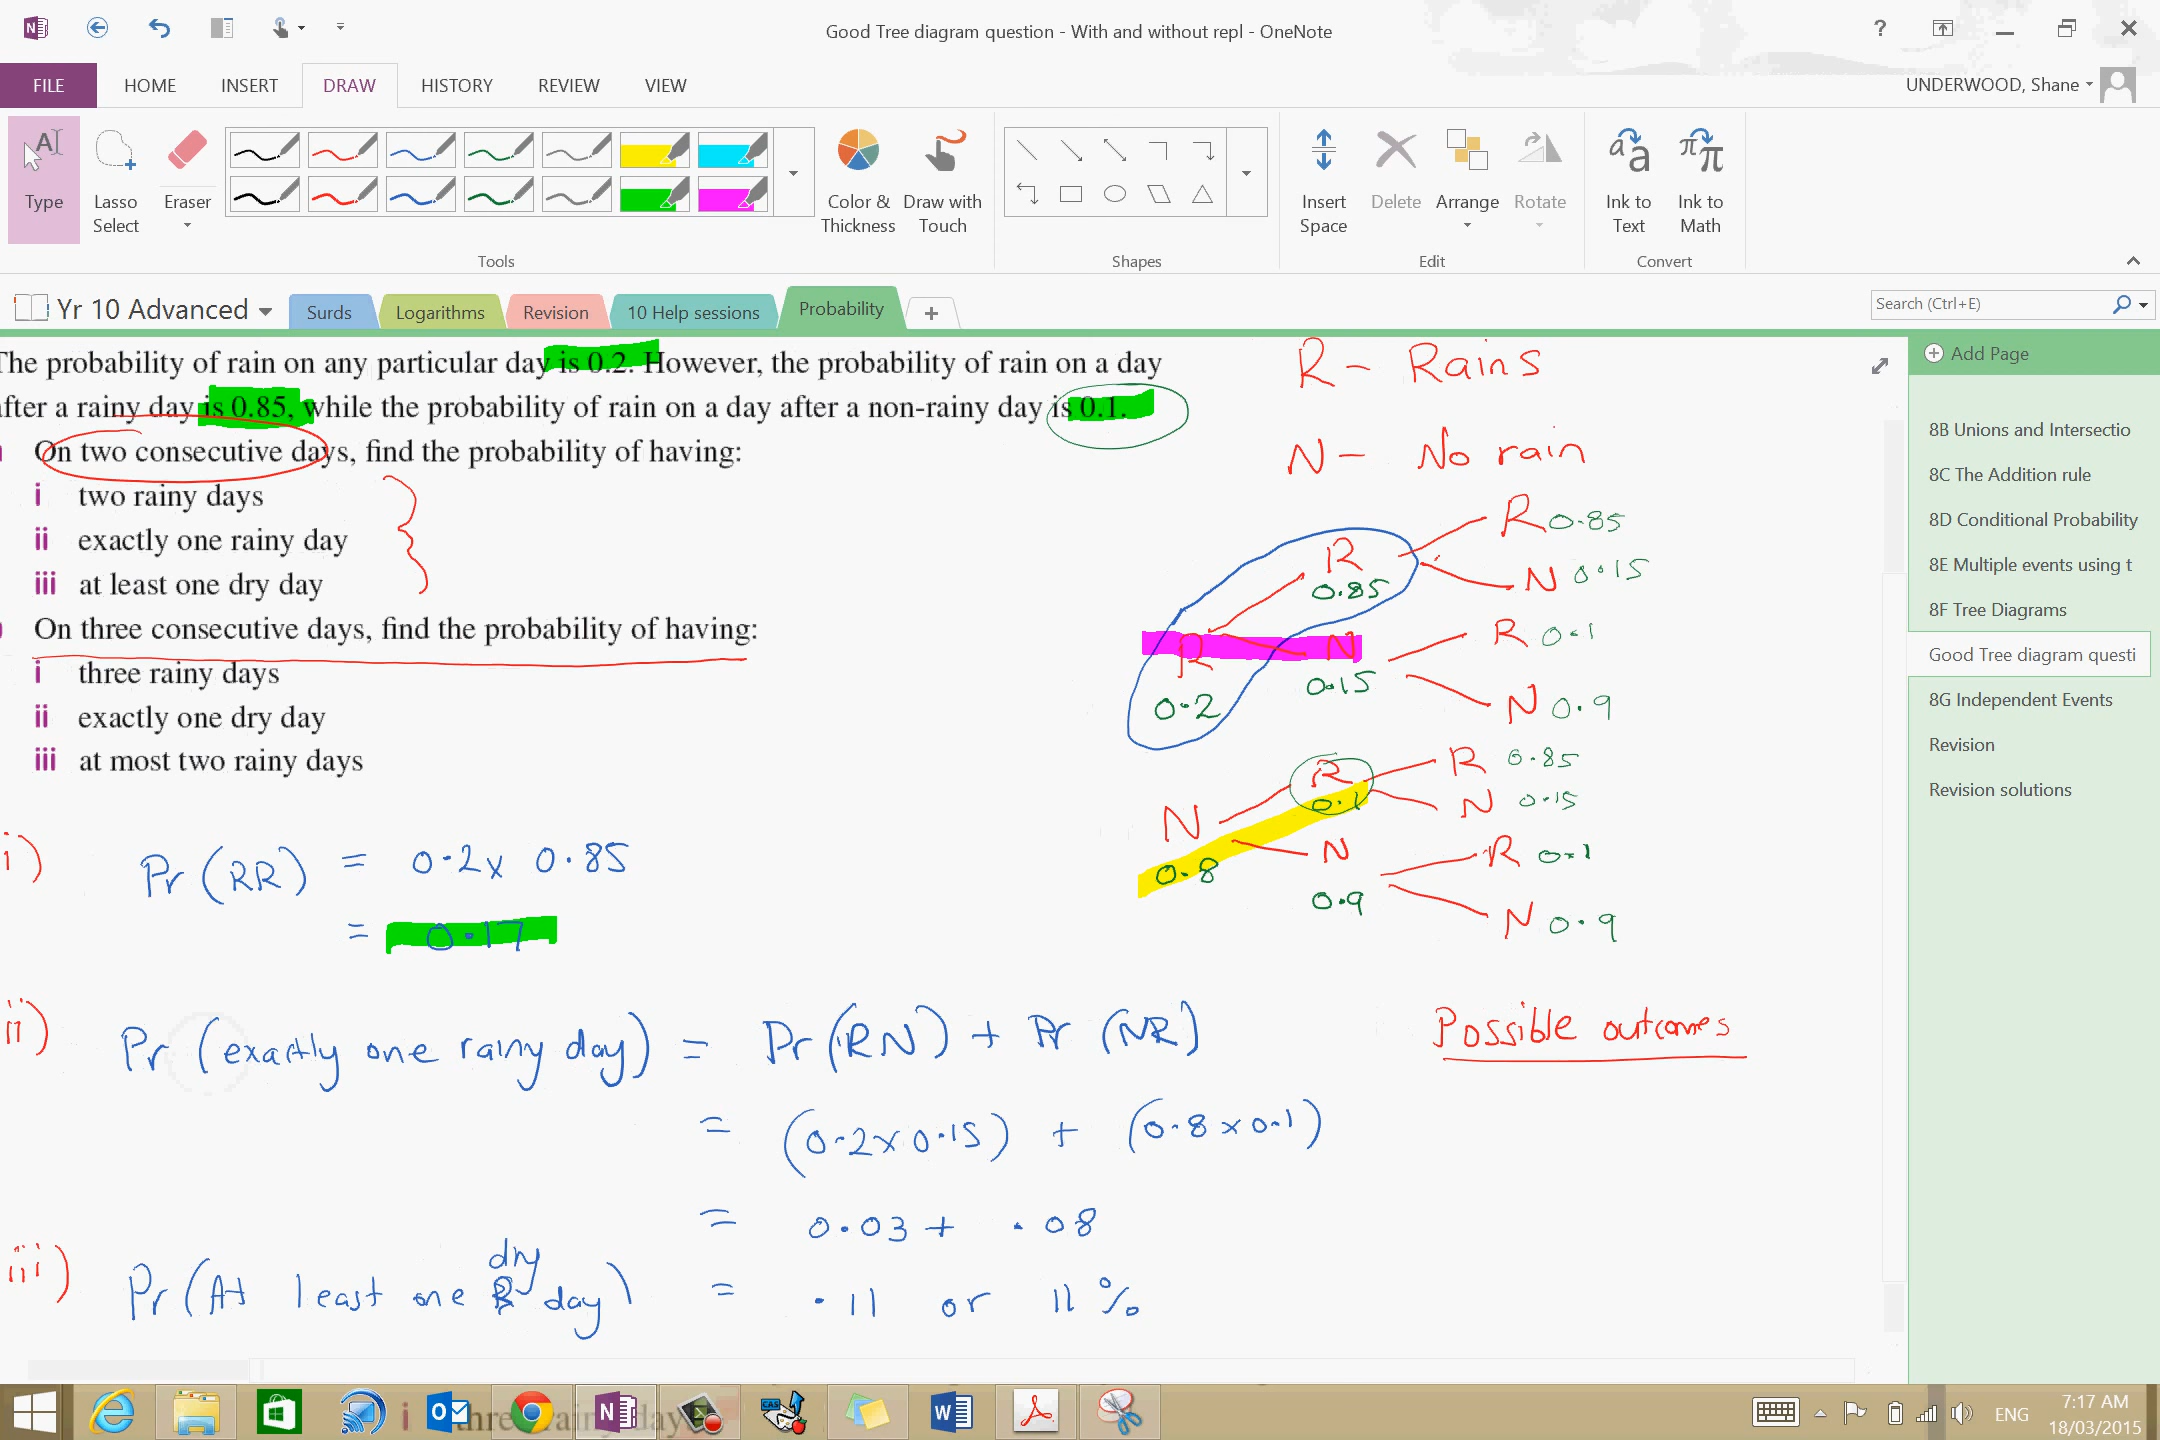 Good Tree diagram question - With and without repl - OneNote
?
FILE HOME INSERT DRAW HISTORY REVIEW VIEW
UNDERWOOD, Shane
Type
Lasso Select
Eraser
Color & Thickness
Draw with Touch
Insert Space
Delete
Arrange
Rotate
Ink to Text
Ink to Math
Tools
Shapes
Edit
Convert
Yr 10 Advanced
Surds
Logarithms
Revision
10 Help sessions
Probability
+
Search (Ctrl+E)
Add Page
8B Unions and Intersectio
8C The Addition rule
8D Conditional Probability
8E Multiple events using t
8F Tree Diagrams
Good Tree diagram questi
8G Independent Events
Revision
Revision solutions
The probability of rain on any particular day is 0.2. However, the probability of rain on a day
after a rainy day is 0.85, while the probability of rain on a day after a non-rainy day is 0.1.
On two consecutive days, find the probability of having:
i two rainy days
ii exactly one rainy day
iii at least one dry day
On three consecutive days, find the probability of having:
i three rainy days
ii exactly one dry day
iii at most two rainy days
R - Rains
N - No rain
R 0.85
R
0.85
N 0.15
R N
R 0.1
0.2
0.15
N 0.9
R
0.1
R 0.85
N 0.15
N
0.8
N
0.9
R 0.1
N 0.9
i) Pr (RR) = 0.2 x 0.85
= 0.17
ii) Pr (exactly one rainy day) = Pr (RN) + Pr (NR)
= (0.2 x 0.15) + (0.8 x 0.1)
= 0.03 + .08
= .11 or 11%
iii) Pr (At least one dry day)
Possible outcomes
i three rainy days
ENG
7:17 AM
18/03/2015